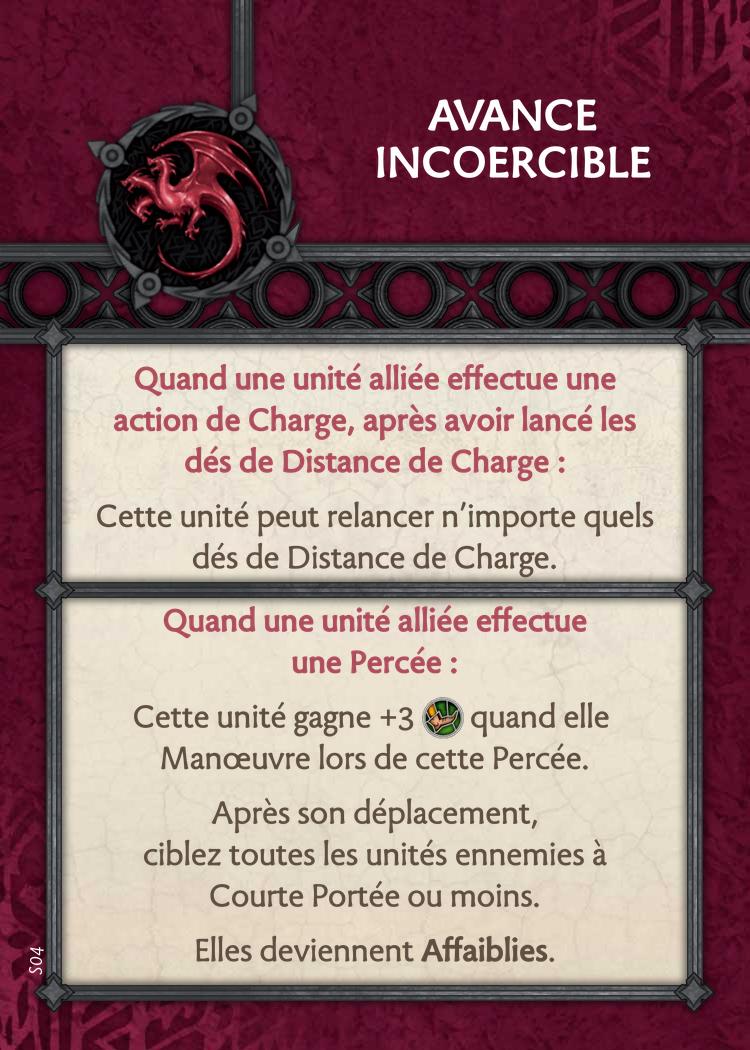 AVANCE
INCOERCIBLE
Quand une unité alliée effectue une
action de Charge, après avoir lancé les
dés de Distance de Charge :
Cette unité peut relancer n’importe quels
dés de Distance de Charge.
Quand une unité alliée effectue
une Percée :
Cette unité gagne +3 quand elle
Manœuvre lors de cette Percée.
Après son déplacement,
ciblez toutes les unités ennemies à
Courte Portée ou moins.
Elles deviennent Affaiblies.
S04